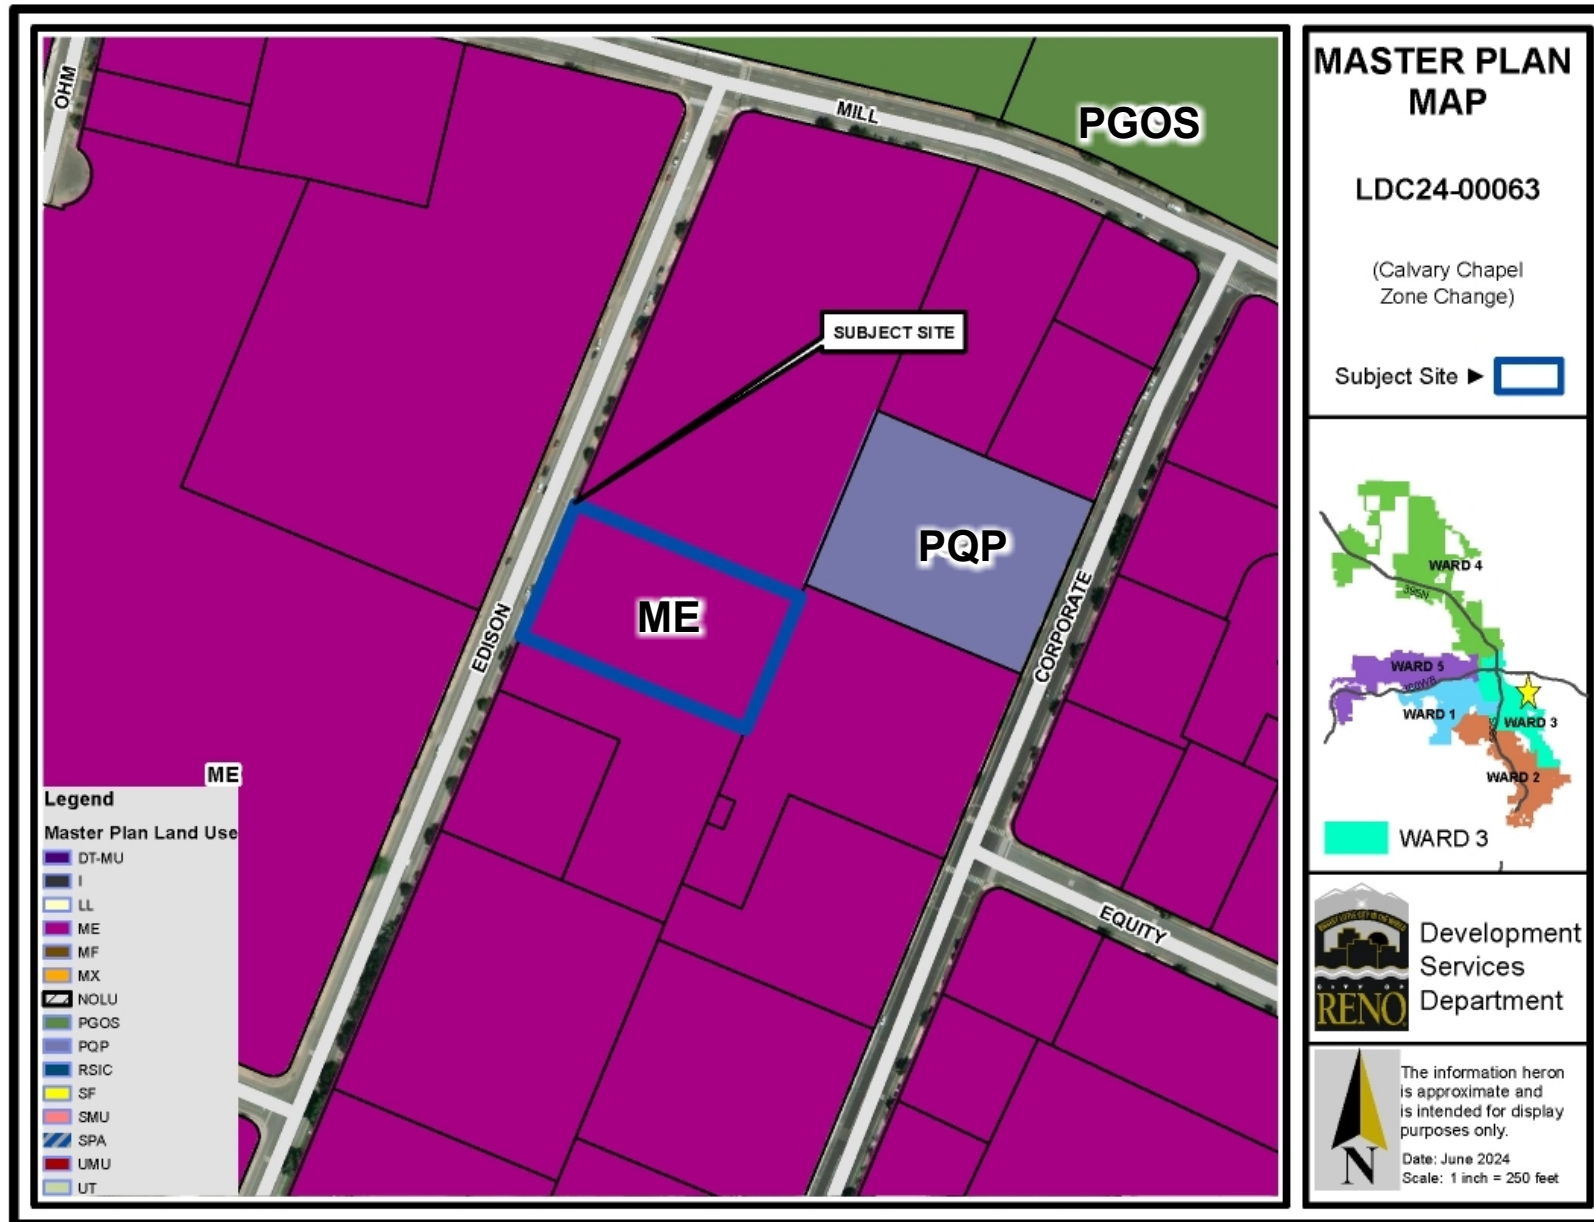 OHM
MILL
PGOS
SUBJECT SITE
PQP
ME
EDISON
CORPORATE
EQUITY
ME
Legend
Master Plan Land Use
DT-MU
I
LL
ME
MF
MX
NOLU
PGOS
PQP
RSIC
SF
SMU
SPA
UMU
UT
MASTER PLAN
MAP
LDC24-00063
(Calvary Chapel
Zone Change)
Subject Site ►
WARD 4
395N
WARD 5
WARD 1
WARD 3
WARD 2
WARD 3
CITY OF
RENO
Development
Services
Department
N
The information heron
is approximate and
is intended for display
purposes only.
Date: June 2024
Scale: 1 inch = 250 feet